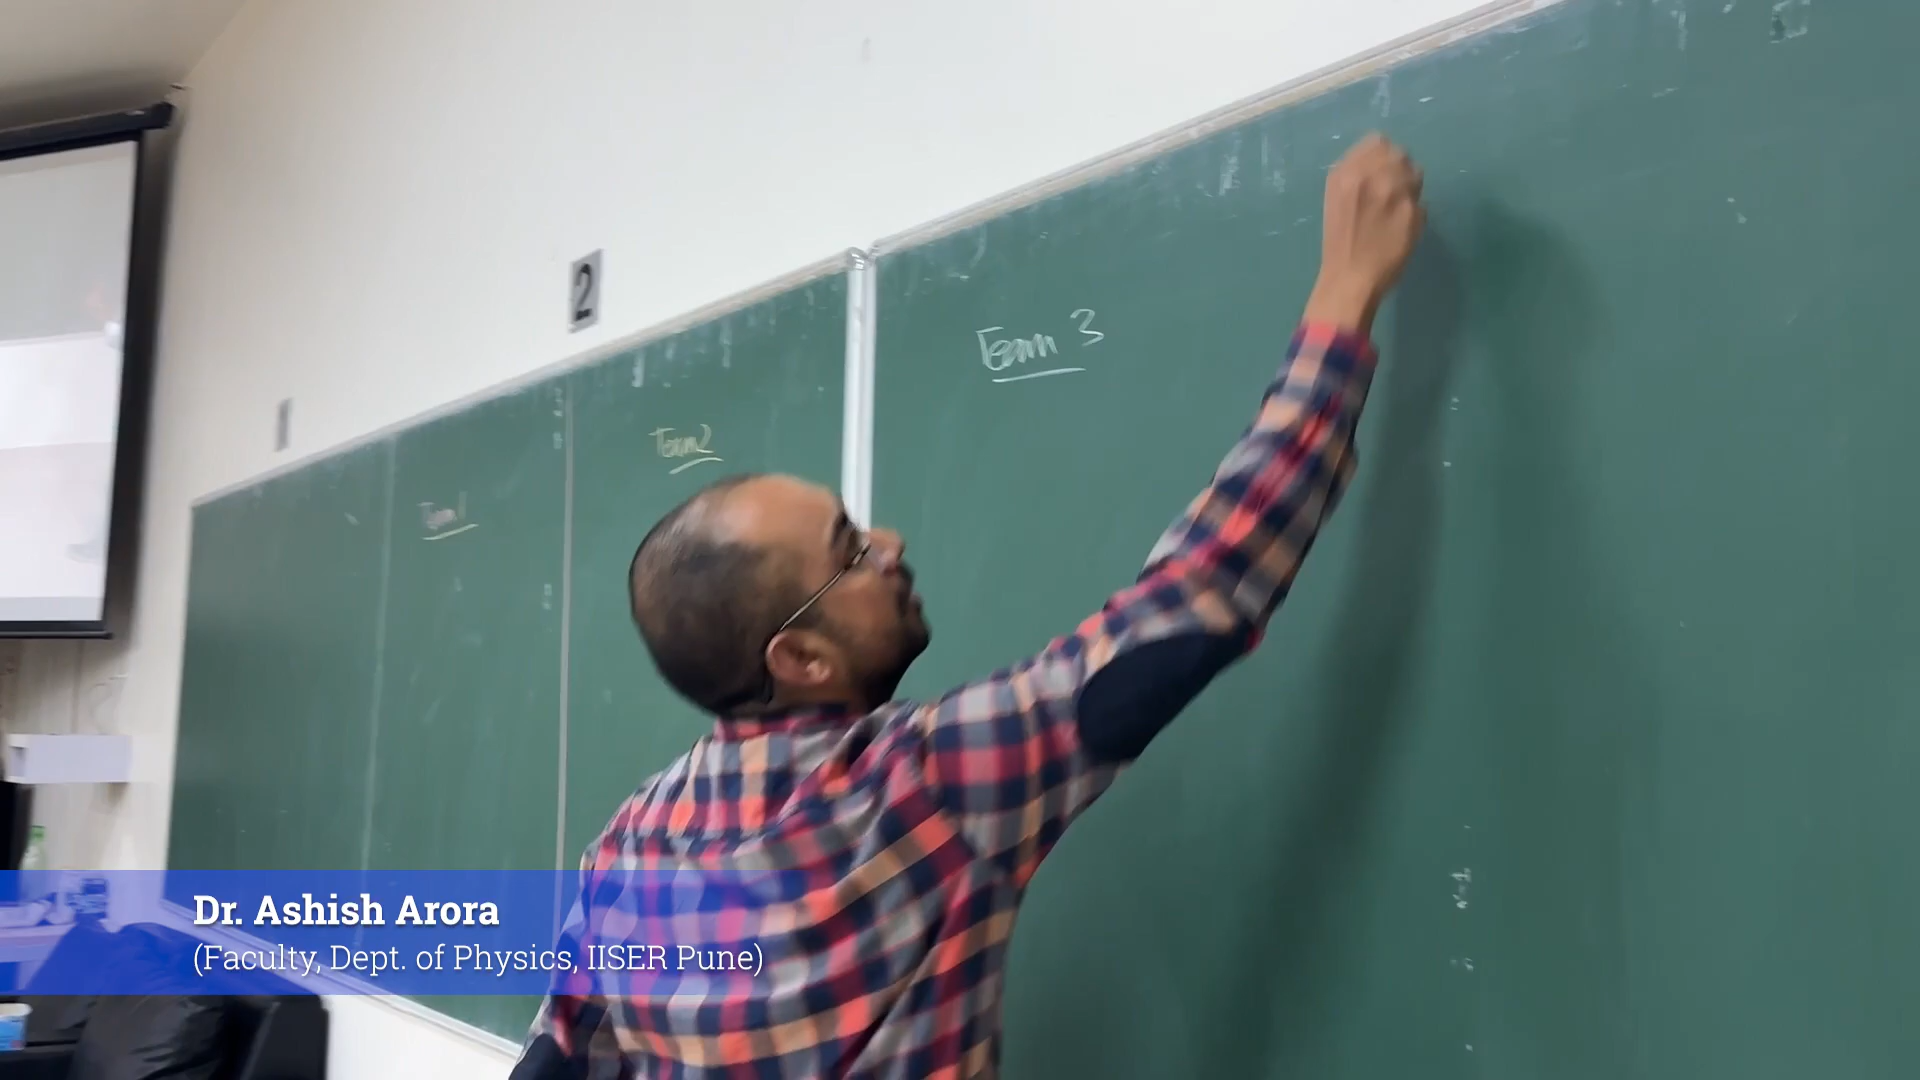 2
Team 1
Team 2
Team 3
Dr. Ashish Arora
(Faculty, Dept. of Physics, IISER Pune)